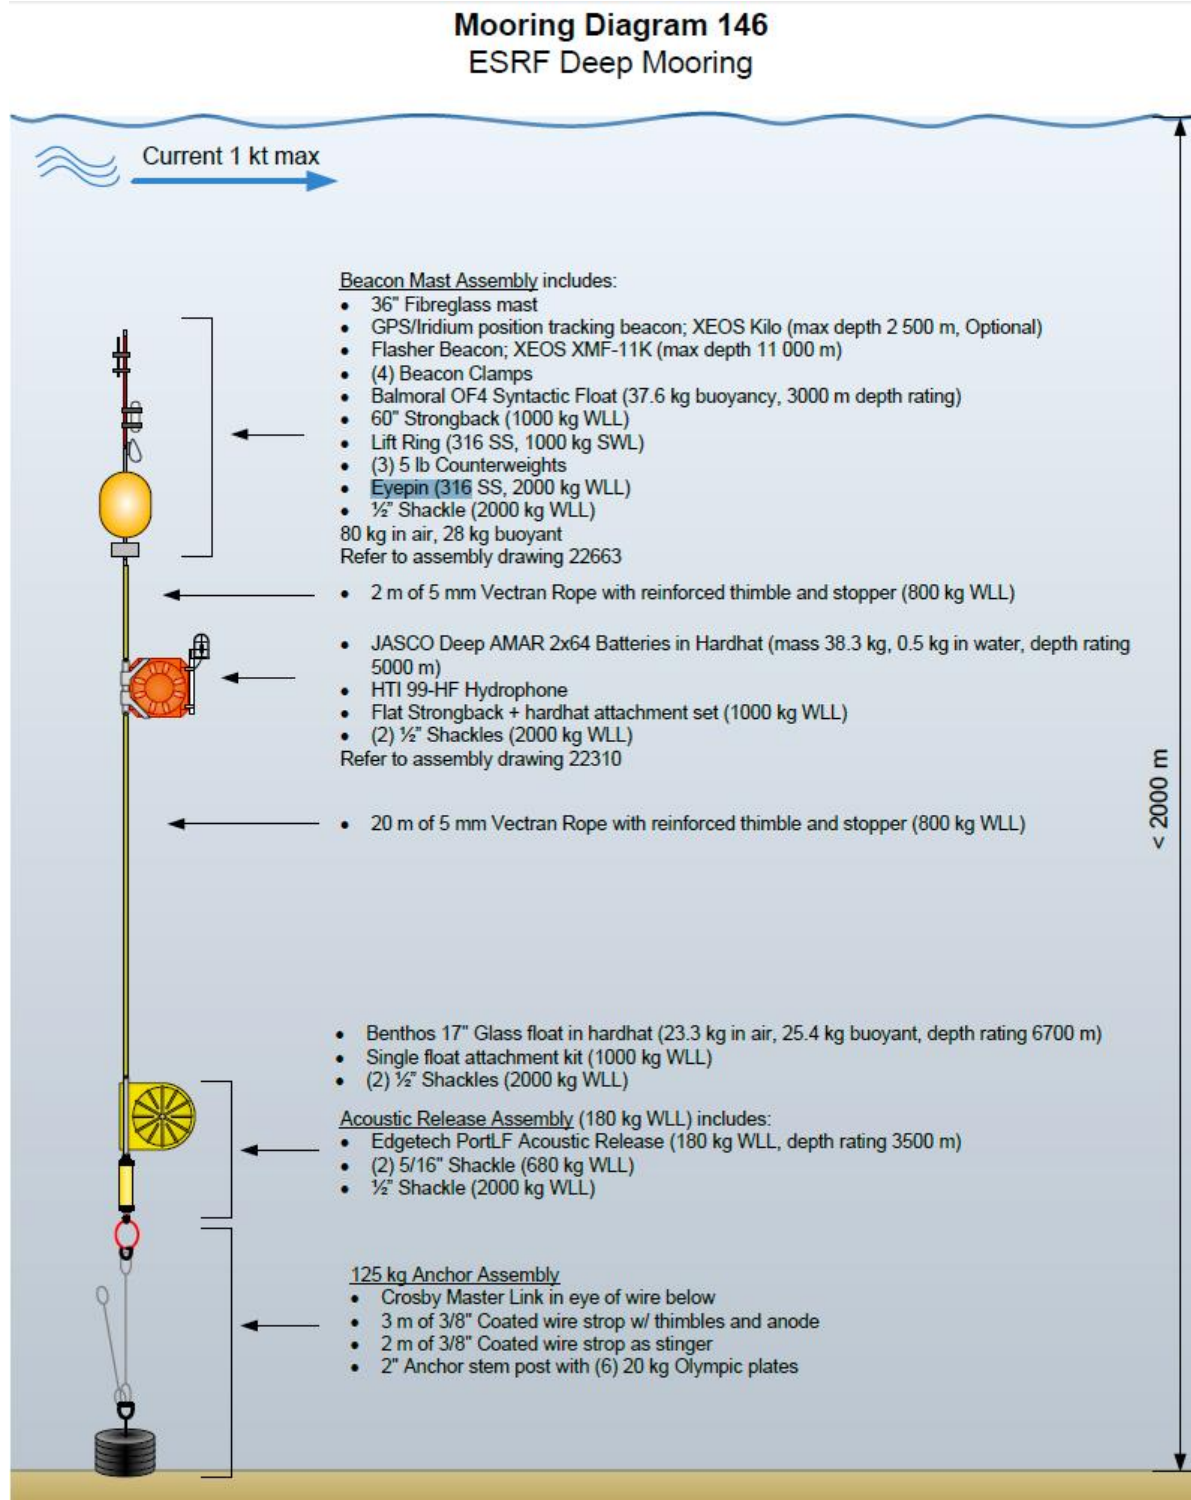 Mooring Diagram 146
ESRF Deep Mooring
Current 1 kt max
Beacon Mast Assembly includes:
• 36" Fibreglass mast
• GPS/Iridium position tracking beacon; XEOS Kilo (max depth 2 500 m, Optional)
• Flasher Beacon; XEOS XMF-11K (max depth 11 000 m)
• (4) Beacon Clamps
• Balmoral OF4 Syntactic Float (37.6 kg buoyancy, 3000 m depth rating)
• 60" Strongback (1000 kg WLL)
• Lift Ring (316 SS, 1000 kg SWL)
• (3) 5 lb Counterweights
• Eyepin (316 SS, 2000 kg WLL)
• ½" Shackle (2000 kg WLL)
80 kg in air, 28 kg buoyant
Refer to assembly drawing 22663
• 2 m of 5 mm Vectran Rope with reinforced thimble and stopper (800 kg WLL)
• JASCO Deep AMAR 2x64 Batteries in Hardhat (mass 38.3 kg, 0.5 kg in water, depth rating
5000 m)
• HTI 99-HF Hydrophone
• Flat Strongback + hardhat attachment set (1000 kg WLL)
• (2) ½" Shackles (2000 kg WLL)
Refer to assembly drawing 22310
• 20 m of 5 mm Vectran Rope with reinforced thimble and stopper (800 kg WLL)
< 2000 m
• Benthos 17" Glass float in hardhat (23.3 kg in air, 25.4 kg buoyant, depth rating 6700 m)
• Single float attachment kit (1000 kg WLL)
• (2) ½" Shackles (2000 kg WLL)
Acoustic Release Assembly (180 kg WLL) includes:
• Edgetech PortLF Acoustic Release (180 kg WLL, depth rating 3500 m)
• (2) 5/16" Shackle (680 kg WLL)
• ½" Shackle (2000 kg WLL)
125 kg Anchor Assembly
• Crosby Master Link in eye of wire below
• 3 m of 3/8" Coated wire strop w/ thimbles and anode
• 2 m of 3/8" Coated wire strop as stinger
• 2" Anchor stem post with (6) 20 kg Olympic plates